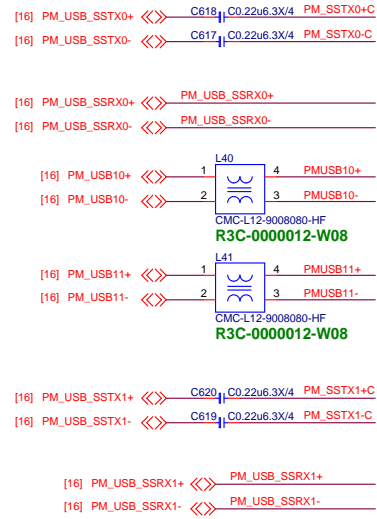 [16] PM_USB_SSTX0+ C618 C0.22u6.3X/4 PM_SSTX0+C
[16] PM_USB_SSTX0- C617 C0.22u6.3X/4 PM_SSTX0-C
[16] PM_USB_SSRX0+ PM_USB_SSRX0+
[16] PM_USB_SSRX0- PM_USB_SSRX0-
L40
[16] PM_USB10+ 1 4 PMUSB10+
[16] PM_USB10- 2 3 PMUSB10-
CMC-L12-9008080-HF
R3C-0000012-W08
L41
[16] PM_USB11+ 1 4 PMUSB11+
[16] PM_USB11- 2 3 PMUSB11-
CMC-L12-9008080-HF
R3C-0000012-W08
[16] PM_USB_SSTX1+ C620 C0.22u6.3X/4 PM_SSTX1+C
[16] PM_USB_SSTX1- C619 C0.22u6.3X/4 PM_SSTX1-C
[16] PM_USB_SSRX1+ PM_USB_SSRX1+
[16] PM_USB_SSRX1- PM_USB_SSRX1-